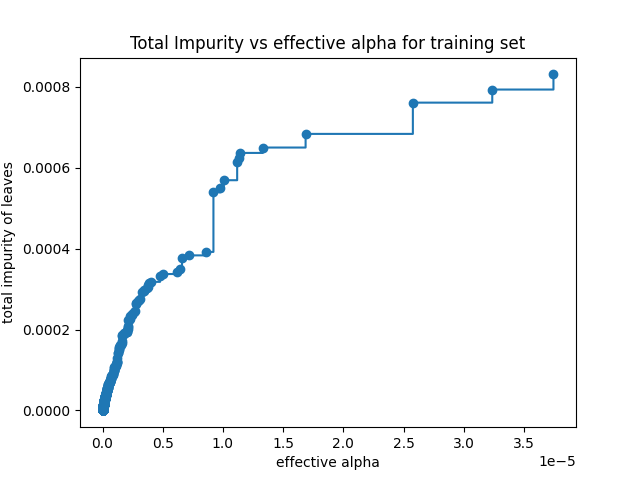 Total Impurity vs effective alpha for training set
total impurity of leaves
0.0008
0.0006
0.0004
0.0002
0.0000
0.0 0.5 1.0 1.5 2.0 2.5 3.0 3.5
1e−5
effective alpha